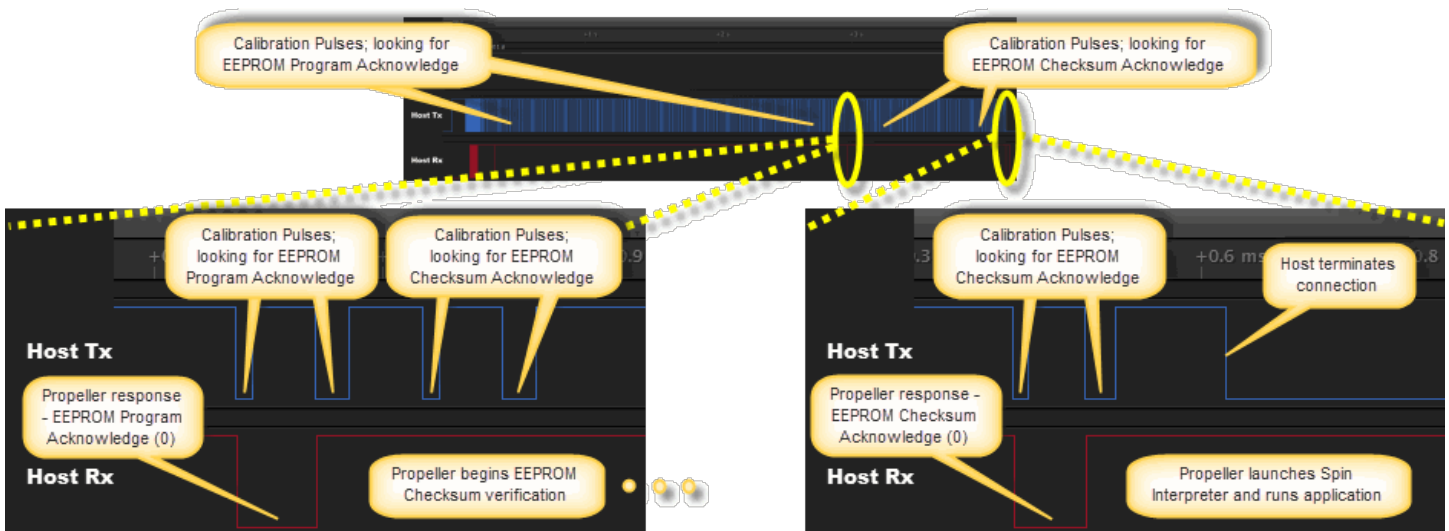 Calibration Pulses; looking for
EEPROM Program Acknowledge
Calibration Pulses; looking for
EEPROM Checksum Acknowledge
Host Tx
Host Rx
Calibration Pulses;
looking for EEPROM
Program Acknowledge
Calibration Pulses;
looking for EEPROM
Checksum Acknowledge
0.9
Host Tx
Propeller response
– EEPROM Program
Acknowledge (0)
Host Rx
Propeller begins EEPROM
Checksum verification
Calibration Pulses;
looking for EEPROM
Checksum Acknowledge
+0.6 ms
0.8
Host terminates
connection
Host Tx
Propeller response –
EEPROM Checksum
Acknowledge (0)
Host Rx
Propeller launches Spin
Interpreter and runs application